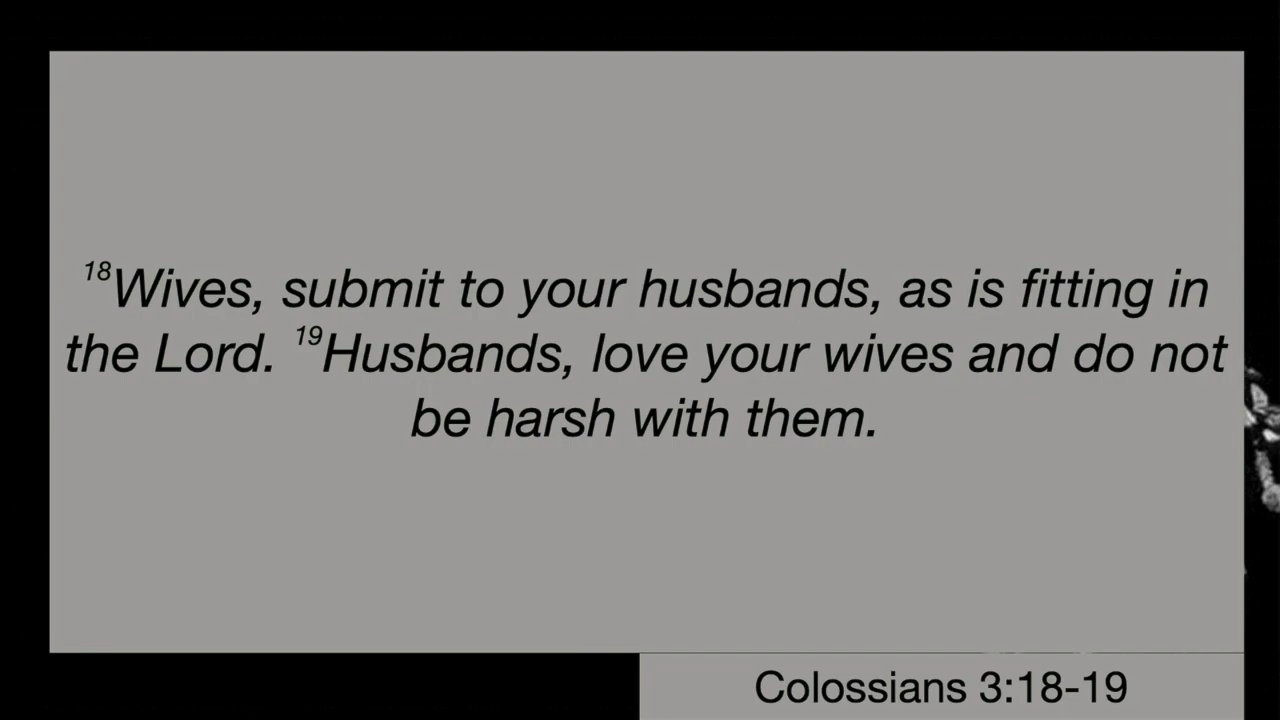 ¹⁸Wives, submit to your husbands, as is fitting in
the Lord. ¹⁹Husbands, love your wives and do not
be harsh with them.
Colossians 3:18-19